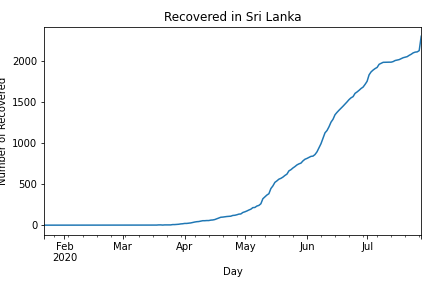 Recovered in Sri Lanka
Number of Recovered
2000
1500
1000
500
0
Feb
2020
Mar
Apr
May
Jun
Jul
Day